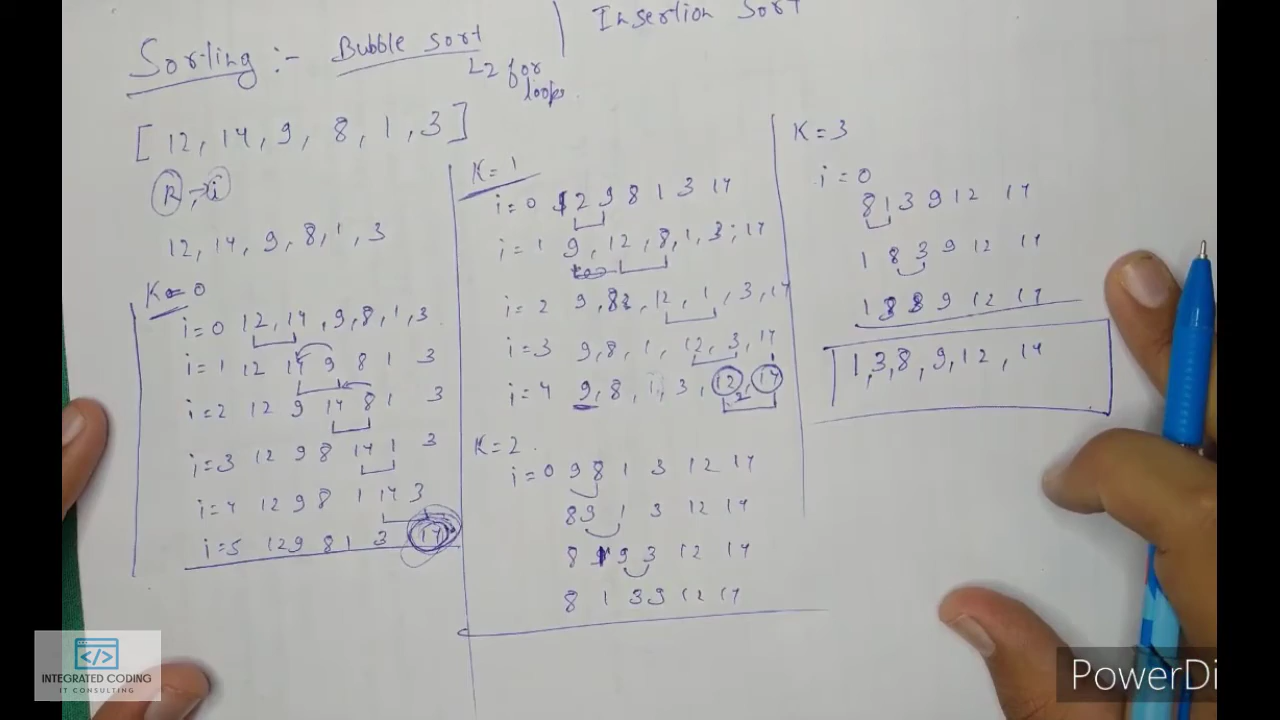 Sorting :- Bubble sort
L2 for
loops
Insertion Sort
[ 12, 14, 9, 8, 1, 3 ]
K, i
12, 14, 9, 8, 1, 3
K = 0
i=0 12, 14, 9, 8, 1, 3
i=1 12 14 9 8 1 3
i=2 12 9 14 8 1 3
i=3 12 9 8 14 1 3
i=4 12 9 8 1 14 3
i=5 12 9 8 1 3 14
K = 1
i=0 12 9 8 1 3 14
i=1 9, 12, 8, 1, 3, 14
i=2 9, 8, 12, 1, 3, 14
i=3 9, 8, 1, 12, 3, 14
i=4 9, 8, 1, 3, 12, 14
K=2
i=0 9 8 1 3 12 14
8 9 1 3 12 14
8 1 9 3 12 14
8 1 3 9 12 14
K=3
i=0
8 1 3 9 12 14
1 8 3 9 12 14
1 3 8 9 12 14
1, 3, 8, 9, 12, 14
</> 
INTEGRATED CODING
IT CONSULTING
PowerDi